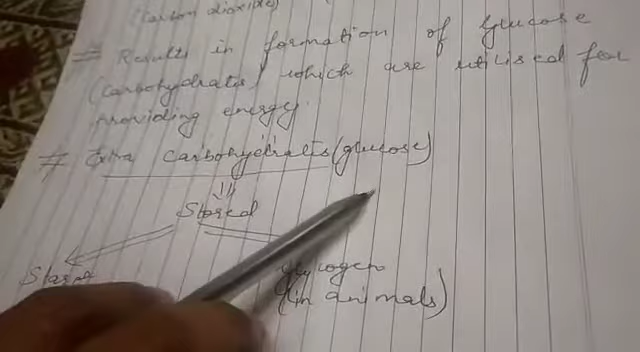 (Carbon dioxide)
⇒ Results in formation of glucose
(Carbohydrate) which are utilised for
providing energy.
# Extra Carbohydrates (glucose)
Stored
glycogen
(in animals)